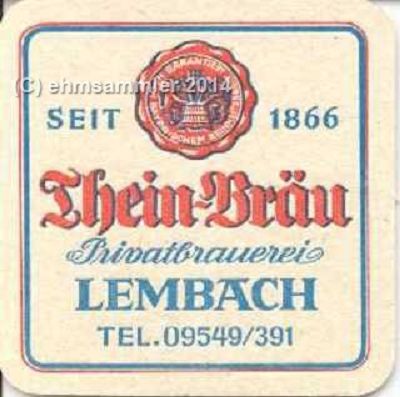 (C) ehmsammler 2014
SEIT 1866
Thein-Bräu
Privatbrauerei
LEMBACH
TEL. 09549/391